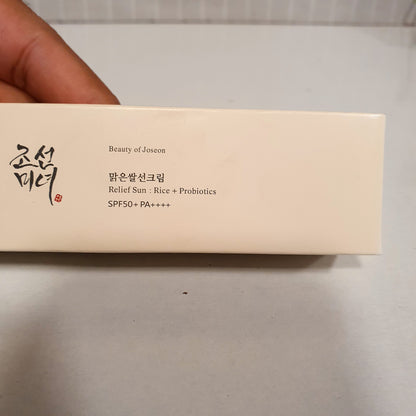 조선
미녀
Beauty of Joseon
맑은쌀선크림
Relief Sun : Rice + Probiotics
SPF50+ PA++++